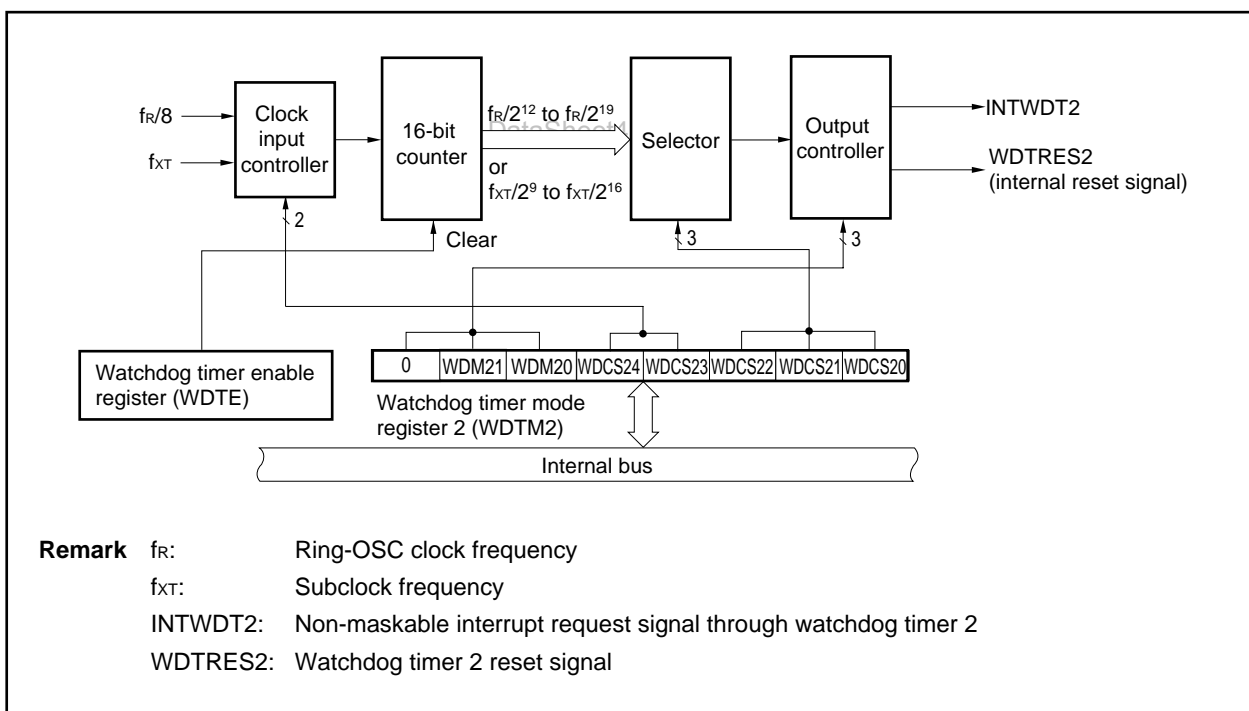 fR/8
fXT
Clock
input
controller
2
16-bit
counter
Clear
fR/2¹² to fR/2¹⁹
DataSheet4
or
fXT/2⁹ to fXT/2¹⁶
Selector
3
Output
controller
3
INTWDT2
WDTRES2
(internal reset signal)
Watchdog timer enable
register (WDTE)
0 WDM21 WDM20 WDCS24 WDCS23 WDCS22 WDCS21 WDCS20
Watchdog timer mode
register 2 (WDTM2)
Internal bus
Remark fR: Ring-OSC clock frequency
fXT: Subclock frequency
INTWDT2: Non-maskable interrupt request signal through watchdog timer 2
WDTRES2: Watchdog timer 2 reset signal